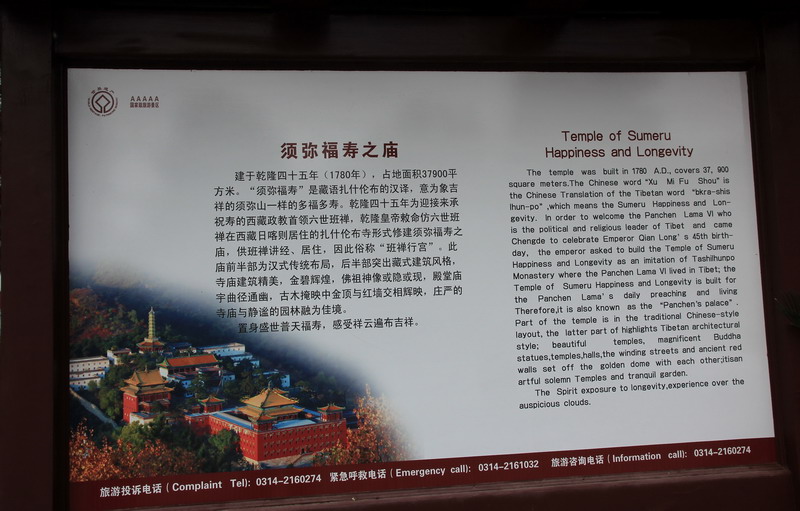 AAAAA
国家级旅游景区
须弥福寿之庙
建于乾隆四十五年（1780年），占地面积37900平
方米。“须弥福寿”是藏语扎什伦布的汉译，意为象吉
祥的须弥山一样的多福多寿。乾隆四十五年为迎接来承
祝寿的西藏政教首领六世班禅，乾隆皇帝敕命仿六世班
禅在西藏日喀则居住的扎什伦布寺形式修建须弥福寿之
庙，供班禅讲经、居住，因此俗称“班禅行宫”。此
庙前半部为汉式传统布局，后半部突出藏式建筑风格，
寺庙建筑精美，金碧辉煌，佛祖神像或隐或现，殿堂庙
宇曲径通幽，古木掩映中金顶与红墙交相辉映，庄严的
寺庙与静谧的园林融为佳境。
置身盛世普天福寿，感受祥云遍布吉祥。
Temple of Sumeru
Happiness and Longevity
The temple was built in 1780 A.D., covers 37, 900
square meters.The Chinese word “Xu Mi Fu Shou” is
the Chinese Translation of the Tibetan word “bkra-shis
lhun-po” ,which means the Sumeru Happiness and Lon-
gevity. In order to welcome the Panchen Lama VI who
is the political and religious leader of Tibet and came
Chengde to celebrate Emperor Qian Long’ s 45th birth-
day, the emperor asked to build the Temple of Sumeru
Happiness and Longevity as an imitation of Tashilhunpo
Monastery where the Panchen Lama VI lived in Tibet; the
Temple of Sumeru Happiness and Longevity is built for
the Panchen Lama’ s daily preaching and living
Therefore,it is also known as the “Panchen’s palace” .
Part of the temple is in the traditional Chinese-style
layout, the latter part of highlights Tibetan architectural
style; beautiful temples, magnificent Buddha
statues,temples,halls,the winding streets and ancient red
walls set off the golden dome with each other;itisan
artful solemn Temples and tranquil garden.
The Spirit exposure to longevity,experience over the
auspicious clouds.
旅游投诉电话（Complaint Tel）: 0314-2160274 紧急呼救电话（Emergency call）: 0314-2161032 旅游咨询电话（Information call）: 0314-2160274